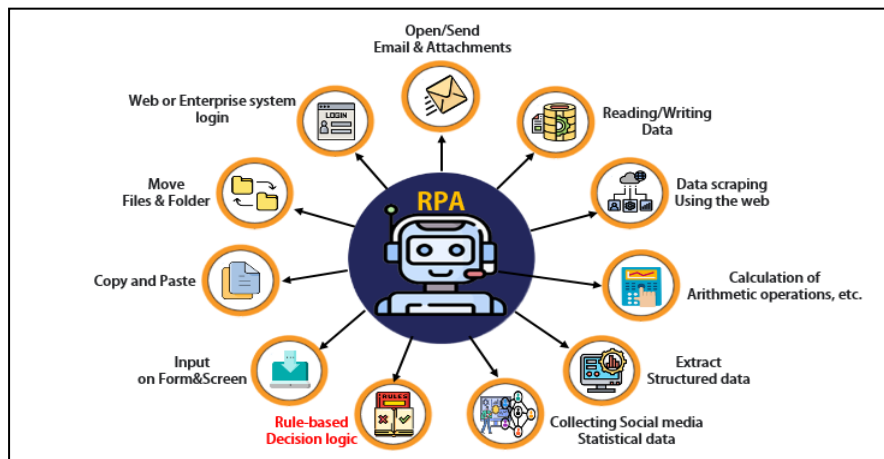 Open/Send
Email & Attachments
Web or Enterprise system
login
LOGIN
Reading/Writing
Data
Move
Files & Folder
RPA
Data scraping
Using the web
Copy and Paste
Calculation of
Arithmetic operations, etc.
Input
on Form&Screen
Extract
Structured data
RULES
Rule-based
Decision logic
Collecting Social media
Statistical data